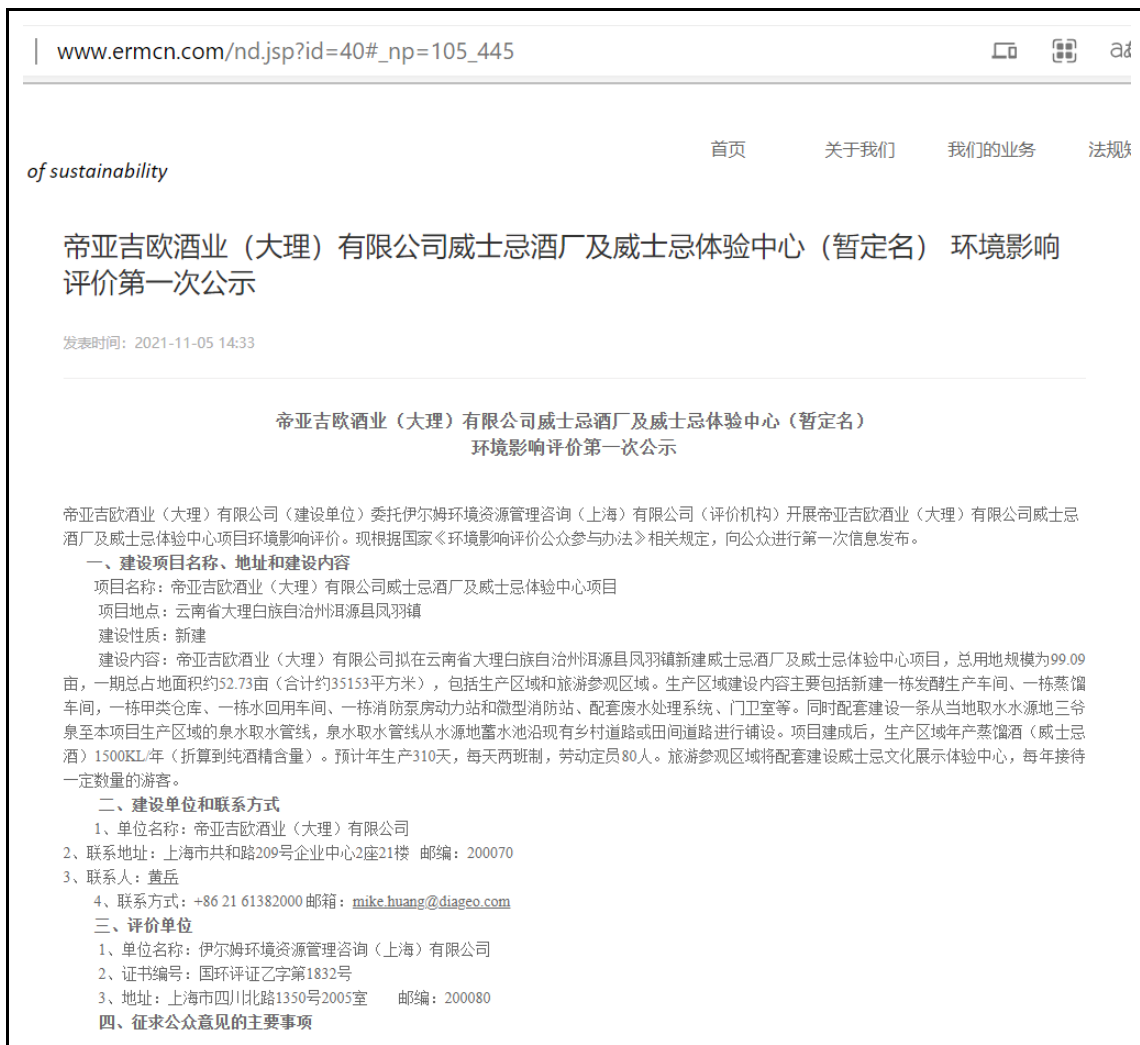 www.ermcn.com/nd.jsp?id=40#_np=105_445
首页 关于我们 我们的业务 法规
of sustainability
帝亚吉欧酒业（大理）有限公司威士忌酒厂及威士忌体验中心（暂定名） 环境影响
评价第一次公示
发表时间：2021-11-05 14:33
帝亚吉欧酒业（大理）有限公司威士忌酒厂及威士忌体验中心（暂定名）
环境影响评价第一次公示
帝亚吉欧酒业（大理）有限公司（建设单位）委托伊尔姆环境资源管理咨询（上海）有限公司（评价机构）开展帝亚吉欧酒业（大理）有限公司威士忌
酒厂及威士忌体验中心项目环境影响评价。现根据国家《环境影响评价公众参与办法》相关规定，向公众进行第一次信息发布。
一、建设项目名称、地址和建设内容
项目名称：帝亚吉欧酒业（大理）有限公司威士忌酒厂及威士忌体验中心项目
项目地点：云南省大理白族自治州洱源县凤羽镇
建设性质：新建
建设内容：帝亚吉欧酒业（大理）有限公司拟在云南省大理白族自治州洱源县凤羽镇新建威士忌酒厂及威士忌体验中心项目，总用地规模为99.09
亩，一期总占地面积约52.73亩（合计约35153平方米），包括生产区域和旅游参观区域。生产区域建设内容主要包括新建一栋发酵生产车间、一栋蒸馏
车间，一栋甲类仓库、一栋水回用车间、一栋消防泵房动力站和微型消防站、配套废水处理系统、门卫室等。同时配套建设一条从当地取水水源地三爷
泉至本项目生产区域的泉水取水管线，泉水取水管线从水源地蓄水池沿现有乡村道路或田间道路进行铺设。项目建成后，生产区域年产蒸馏酒（威士忌
酒）1500KL/年（折算到纯酒精含量）。预计年生产310天，每天两班制，劳动定员80人。旅游参观区域将配套建设威士忌文化展示体验中心，每年接待
一定数量的游客。
二、建设单位和联系方式
1、单位名称：帝亚吉欧酒业（大理）有限公司
2、联系地址：上海市共和路209号企业中心2座21楼 邮编：200070
3、联系人：黄岳
4、联系方式：+86 21 61382000 邮箱：mike.huang@diageo.com
三、评价单位
1、单位名称：伊尔姆环境资源管理咨询（上海）有限公司
2、证书编号：国环评证乙字第1832号
3、地址：上海市四川北路1350号2005室 邮编：200080
四、征求公众意见的主要事项